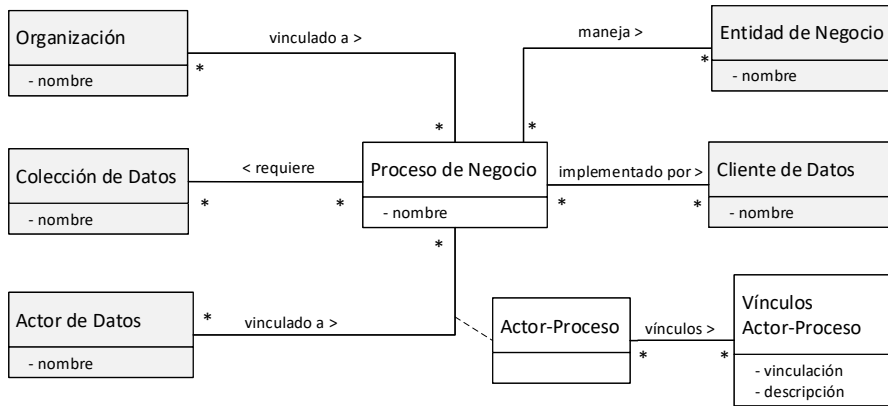 Organización
- nombre
vinculado a >
*
*
maneja >
*
*
Entidad de Negocio
- nombre
Colección de Datos
- nombre
< requiere
*
*
Proceso de Negocio
- nombre
implementado por >
*
*
Cliente de Datos
- nombre
*
Actor de Datos
- nombre
*
vinculado a >
Actor-Proceso
vínculos >
*
*
Vínculos
Actor-Proceso
- vinculación
- descripción